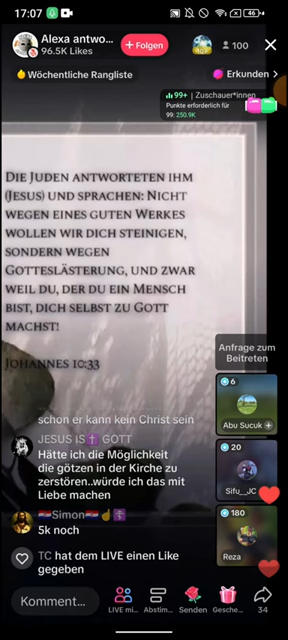 17:07
46
Alexa antwo...
96.5K Likes
+ Folgen
100
Wöchentliche Rangliste
Erkunden >
99+ | Zuschauer*innen
Punkte erforderlich für
99: 250.9K
Die Juden antworteten ihm
(Jesus) und sprachen: Nicht
wegen eines guten Werkes
wollen wir dich steinigen,
sondern wegen
Gotteslästerung, und zwar
weil du, der du ein Mensch
bist, dich selbst zu Gott
machst!
Johannes 10:33
Anfrage zum
Beitreten
6
Abu Sucuk
schon er kann kein Christ sein
JESUS IS✝️ GOTT
Hätte ich die Möglichkeit
die götzen in der Kirche zu
zerstören..würde ich das mit
Liebe machen
20
Sifu__JC
🇭🇷Simon🇭🇷☝️☦️
5k noch
180
Reza
TC hat dem LIVE einen Like
gegeben
Komment...
LIVE mi...
Abstim...
Senden
Gesche...
34